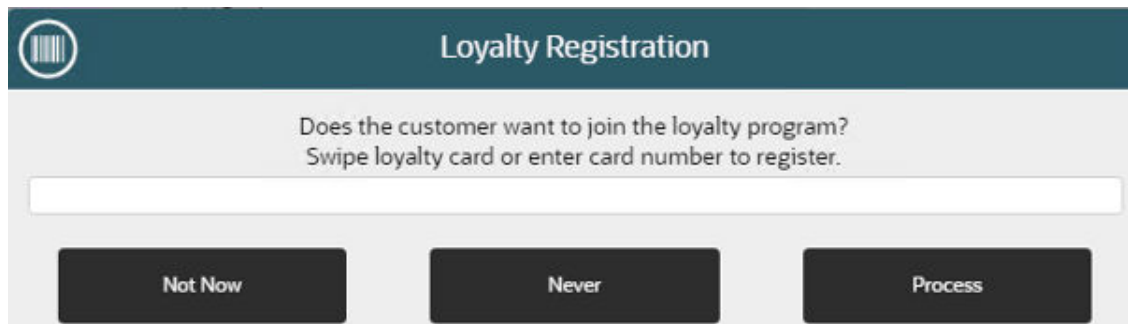 Loyalty Registration
Does the customer want to join the loyalty program?
Swipe loyalty card or enter card number to register.
Not Now
Never
Process